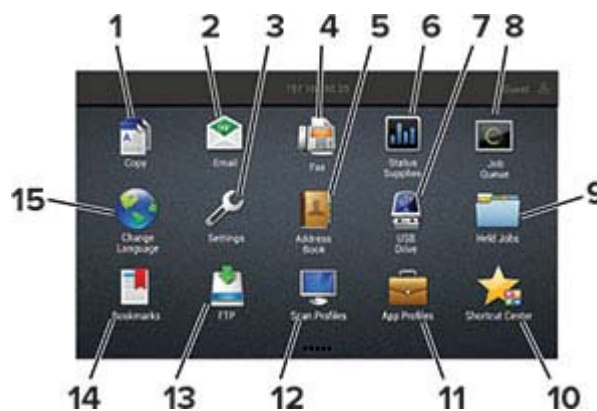 1 2 3 4 5 6 7 8
Guest
Copy Email Fax Status Supplies Job Queue
15 9
Change Language Settings Address Book USB Drive Held Jobs
Bookmarks FTP Scan Profiles App Profiles Shortcut Center
14 13 12 11 10